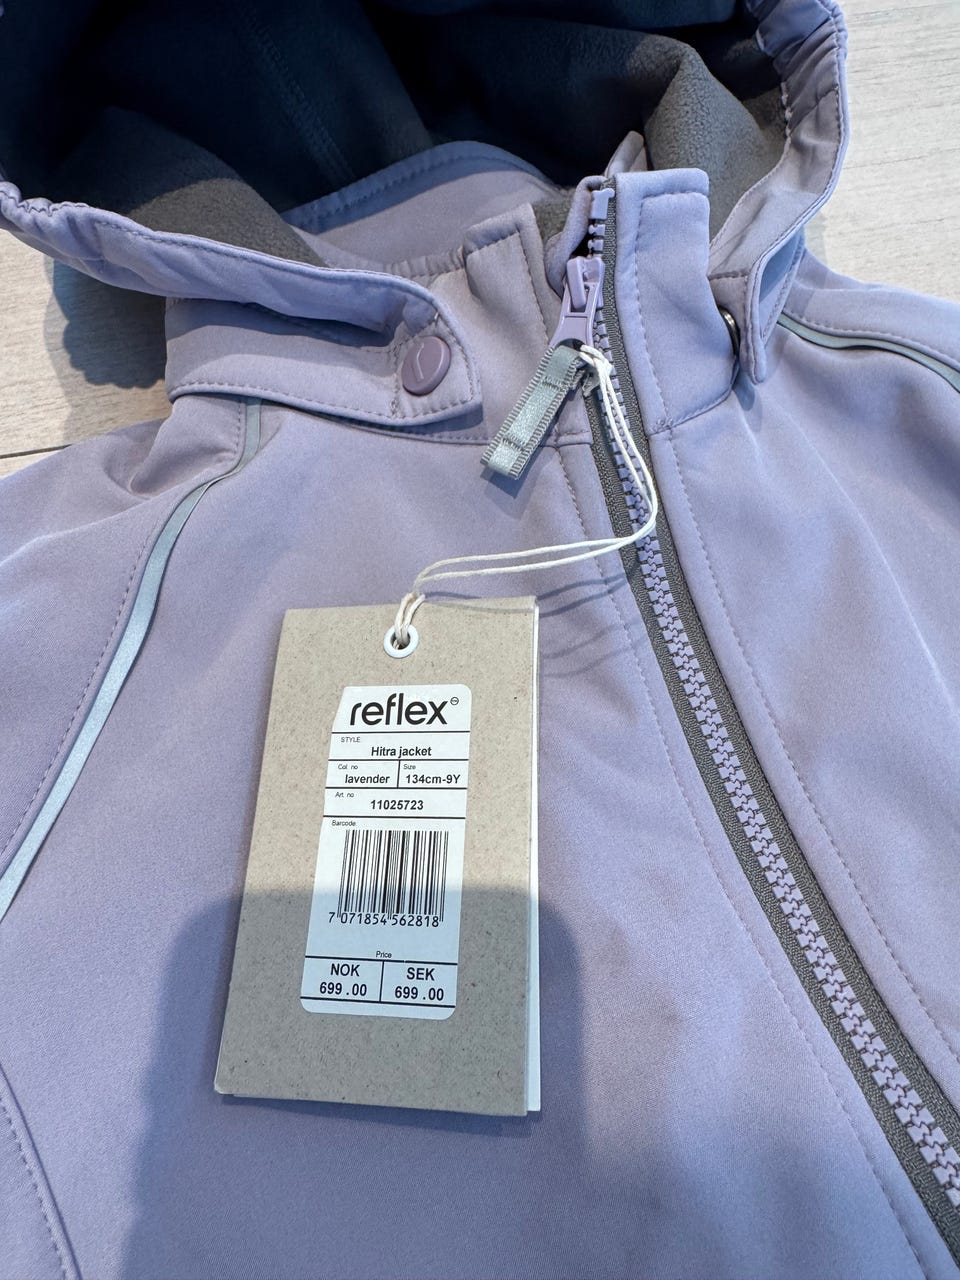 reflex
STYLE
Hitra jacket
Col. no Size
lavender 134cm-9Y
Art. no
11025723
Barcode
7 071854 562818
Price
NOK SEK
699.00 699.00